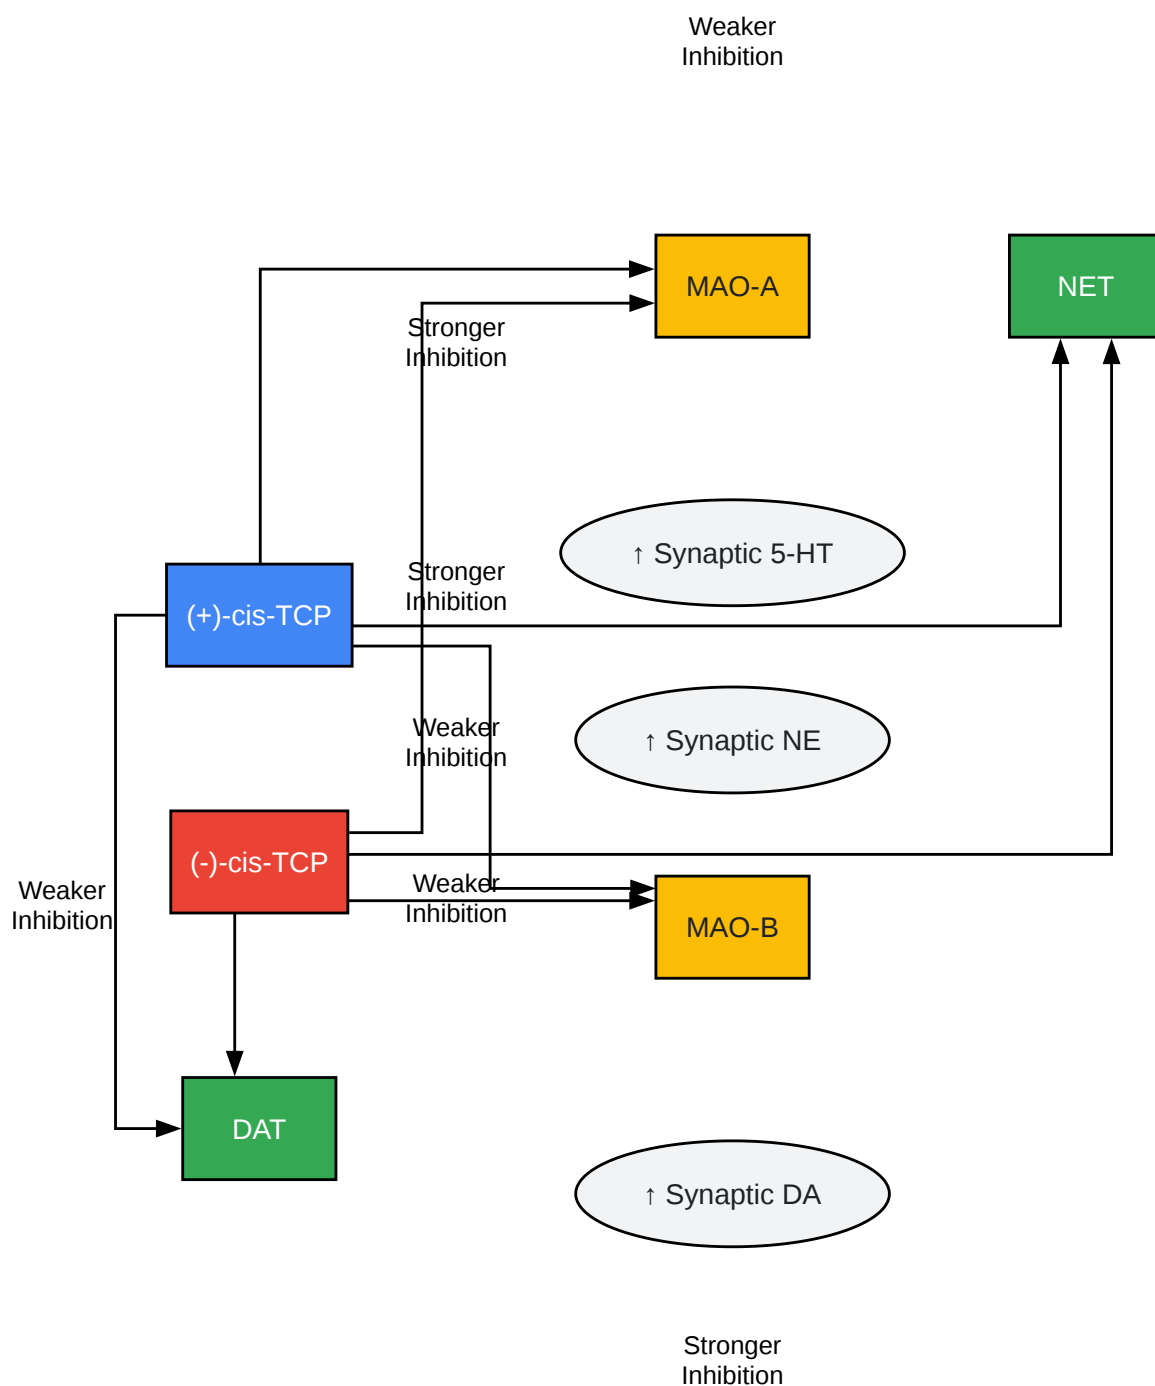 Weaker
Inhibition
MAO-A
NET
Stronger
Inhibition
↑ Synaptic 5-HT
Stronger
Inhibition
(+)-cis-TCP
Weaker
Inhibition
↑ Synaptic NE
(-)-cis-TCP
Weaker
Inhibition
Weaker
Inhibition
MAO-B
DAT
↑ Synaptic DA
Stronger
Inhibition